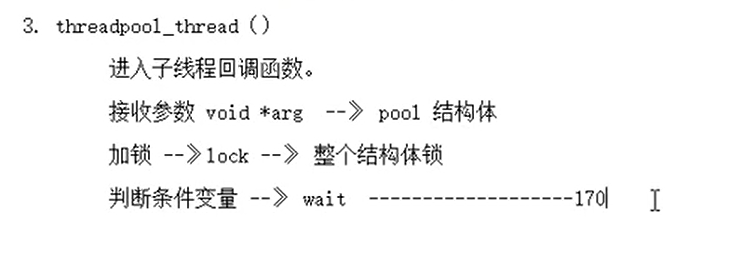 3. threadpool_thread ()
进入子线程回调函数。
接收参数 void *arg --》 pool 结构体
加锁 --》lock --》 整个结构体锁
判断条件变量 --》 wait -------------------170